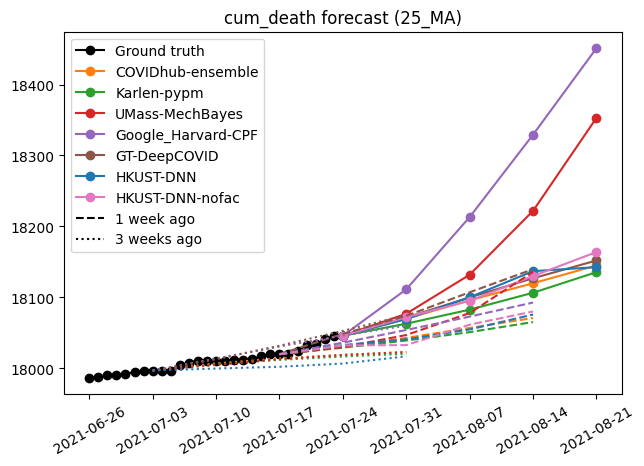 cum_death forecast (25_MA)
Ground truth
COVIDhub-ensemble
Karlen-pypm
UMass-MechBayes
Google_Harvard-CPF
GT-DeepCOVID
HKUST-DNN
HKUST-DNN-nofac
1 week ago
3 weeks ago
18400
18300
18200
18100
18000
2021-06-26
2021-07-03
2021-07-10
2021-07-17
2021-07-24
2021-07-31
2021-08-07
2021-08-14
2021-08-21